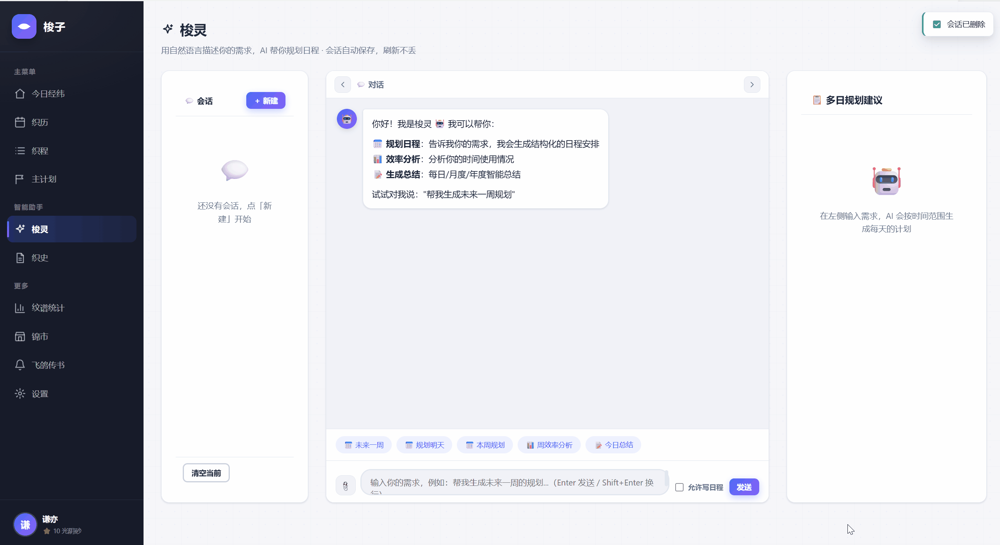 梭子
主菜单
今日经纬
织历
织程
主计划
智能助手
梭灵
织史
更多
纹谱统计
锦市
飞鸽传书
设置
谦
谦亦
10 光阴砂
梭灵
用自然语言描述你的需求，AI 帮你规划日程 · 会话自动保存，刷新不丢
会话已删除
会话
+ 新建
还没有会话，点「新
建」开始
清空当前
对话
你好！我是梭灵 我可以帮你：
规划日程：告诉我你的需求，我会生成结构化的日程安排
效率分析：分析你的时间使用情况
生成总结：每日/月度/年度智能总结
试试对我说："帮我生成未来一周规划"
未来一周
规划明天
本周规划
周效率分析
今日总结
输入你的需求，例如：帮我生成未来一周的规划...（Enter 发送 / Shift+Enter 换
行）
允许写日程
发送
多日规划建议
在左侧输入需求，AI 会按时间范围生
成每天的计划